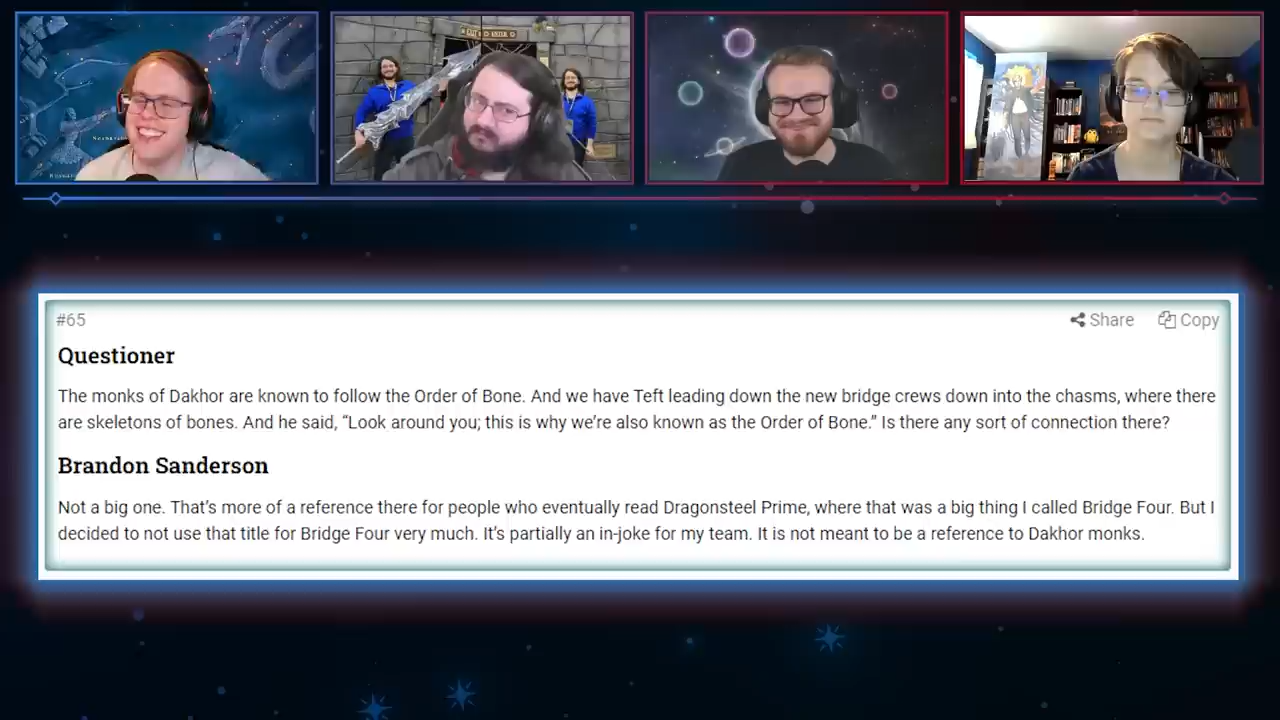 #65
Share
Copy
Questioner
The monks of Dakhor are known to follow the Order of Bone. And we have Teft leading down the new bridge crews down into the chasms, where there
are skeletons of bones. And he said, “Look around you; this is why we’re also known as the Order of Bone.” Is there any sort of connection there?
Brandon Sanderson
Not a big one. That’s more of a reference there for people who eventually read Dragonsteel Prime, where that was a big thing I called Bridge Four. But I
decided to not use that title for Bridge Four very much. It’s partially an in-joke for my team. It is not meant to be a reference to Dakhor monks.